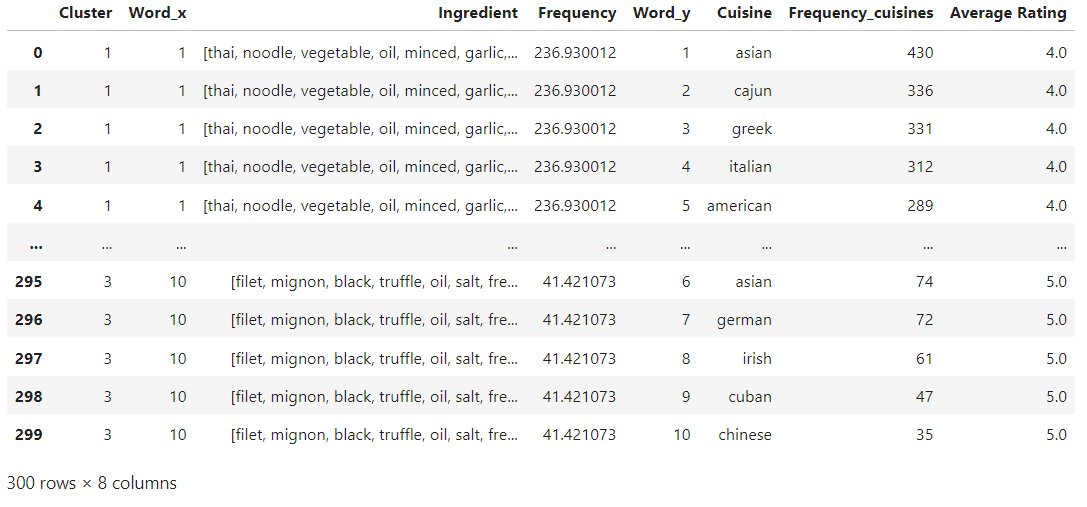 Cluster Word_x Ingredient Frequency Word_y Cuisine Frequency_cuisines Average Rating
0 1 1 [thai, noodle, vegetable, oil, minced, garlic,... 236.930012 1 asian 430 4.0
1 1 1 [thai, noodle, vegetable, oil, minced, garlic,... 236.930012 2 cajun 336 4.0
2 1 1 [thai, noodle, vegetable, oil, minced, garlic,... 236.930012 3 greek 331 4.0
3 1 1 [thai, noodle, vegetable, oil, minced, garlic,... 236.930012 4 italian 312 4.0
4 1 1 [thai, noodle, vegetable, oil, minced, garlic,... 236.930012 5 american 289 4.0
... ... ... ... ... ... ... ... ...
295 3 10 [filet, mignon, black, truffle, oil, salt, fre... 41.421073 6 asian 74 5.0
296 3 10 [filet, mignon, black, truffle, oil, salt, fre... 41.421073 7 german 72 5.0
297 3 10 [filet, mignon, black, truffle, oil, salt, fre... 41.421073 8 irish 61 5.0
298 3 10 [filet, mignon, black, truffle, oil, salt, fre... 41.421073 9 cuban 47 5.0
299 3 10 [filet, mignon, black, truffle, oil, salt, fre... 41.421073 10 chinese 35 5.0
300 rows × 8 columns